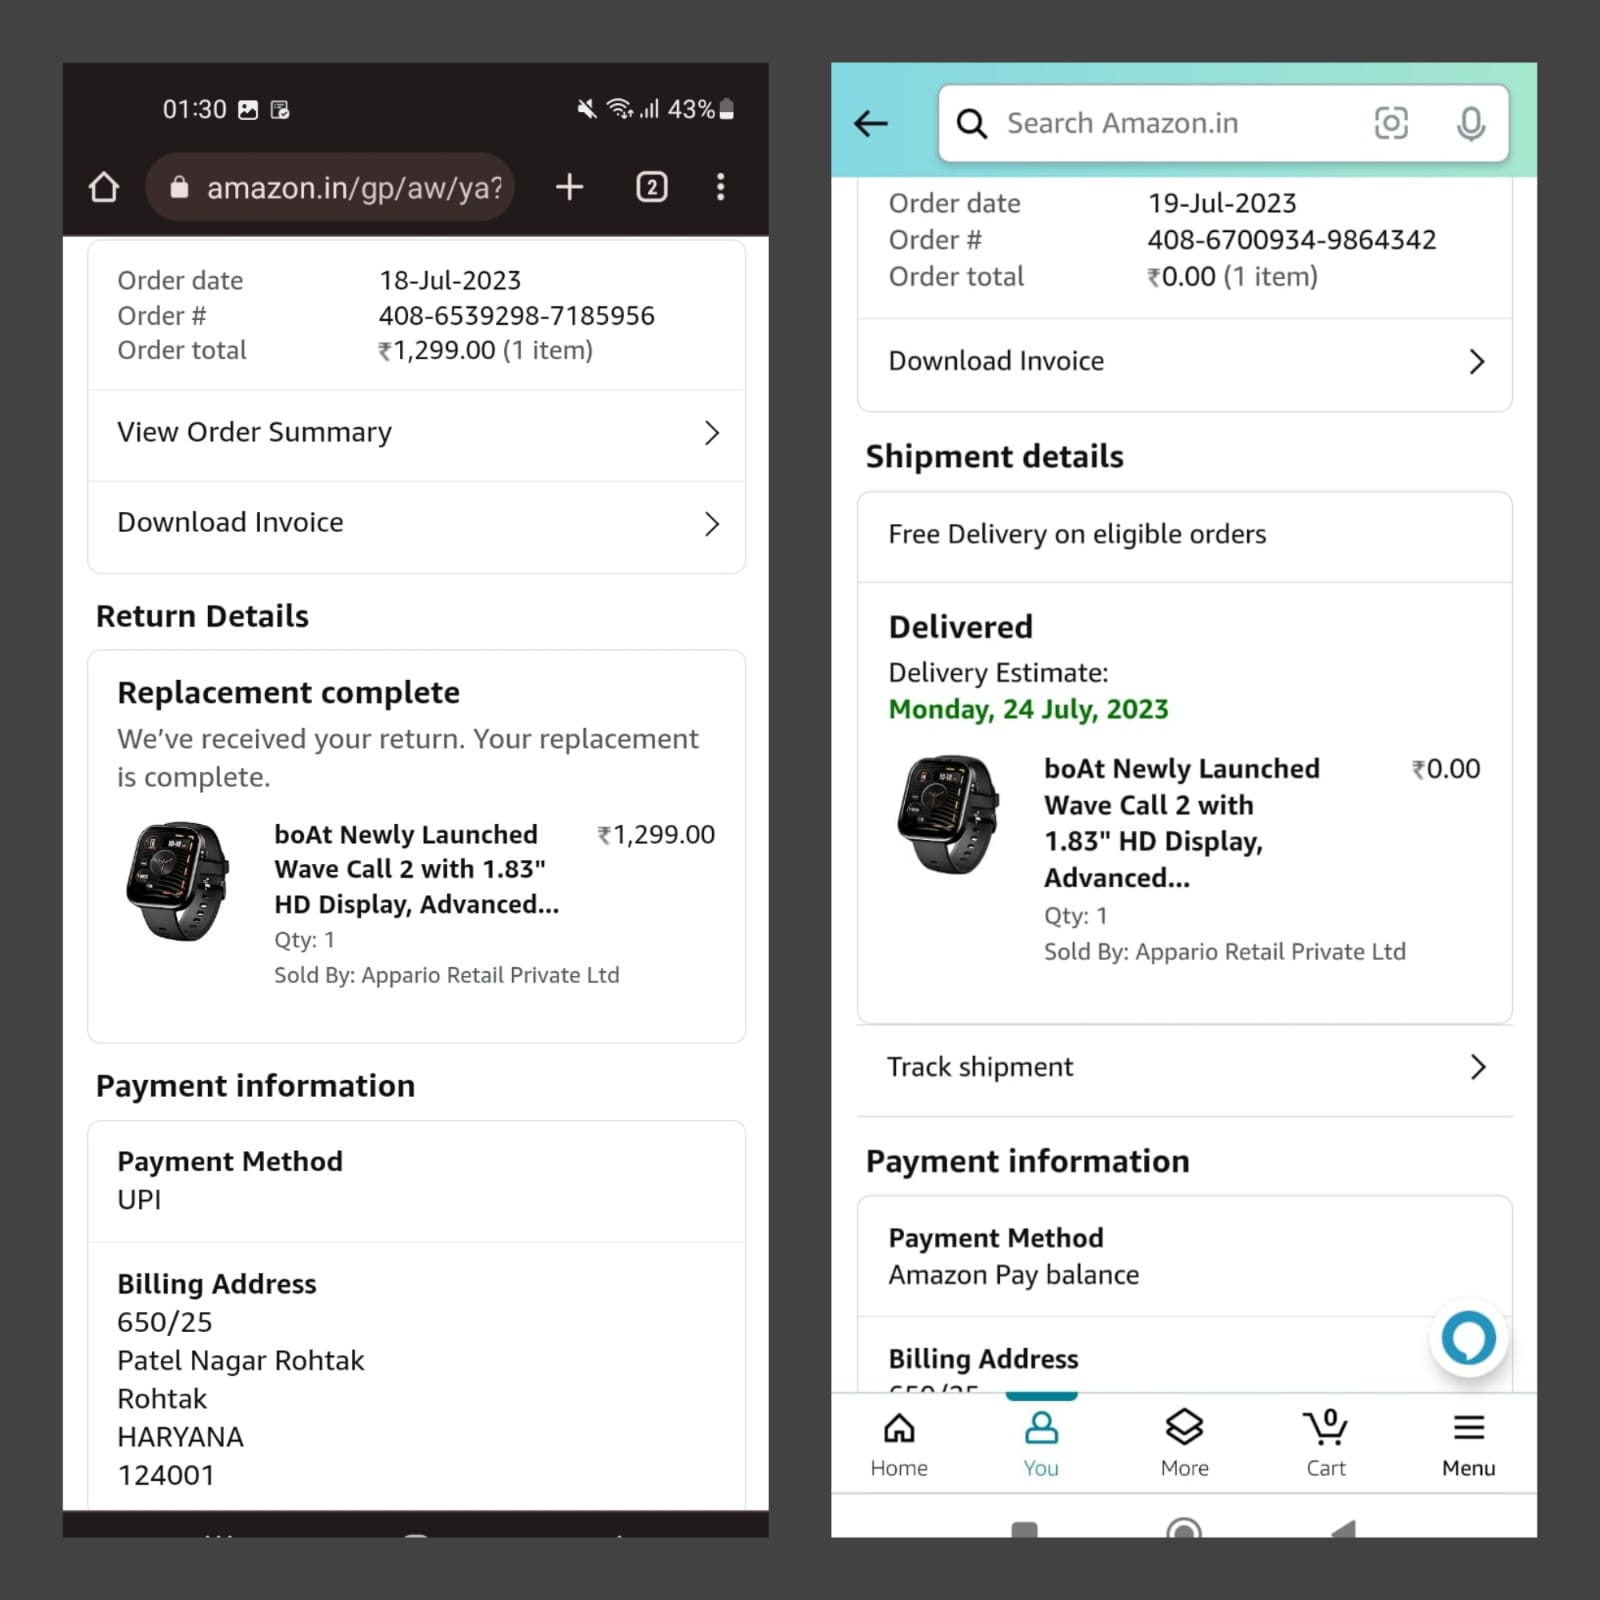 01:30
43%
amazon.in/gp/aw/ya?
2
Order date 18-Jul-2023
Order # 408-6539298-7185956
Order total ₹1,299.00 (1 item)
View Order Summary
Download Invoice
Return Details
Replacement complete
We've received your return. Your replacement
is complete.
boAt Newly Launched ₹1,299.00
Wave Call 2 with 1.83"
HD Display, Advanced...
Qty: 1
Sold By: Appario Retail Private Ltd
Payment information
Payment Method
UPI
Billing Address
650/25
Patel Nagar Rohtak
Rohtak
HARYANA
124001
Search Amazon.in
Order date 19-Jul-2023
Order # 408-6700934-9864342
Order total ₹0.00 (1 item)
Download Invoice
Shipment details
Free Delivery on eligible orders
Delivered
Delivery Estimate:
Monday, 24 July, 2023
boAt Newly Launched ₹0.00
Wave Call 2 with
1.83" HD Display,
Advanced...
Qty: 1
Sold By: Appario Retail Private Ltd
Track shipment
Payment information
Payment Method
Amazon Pay balance
Billing Address
0
Home You More Cart Menu